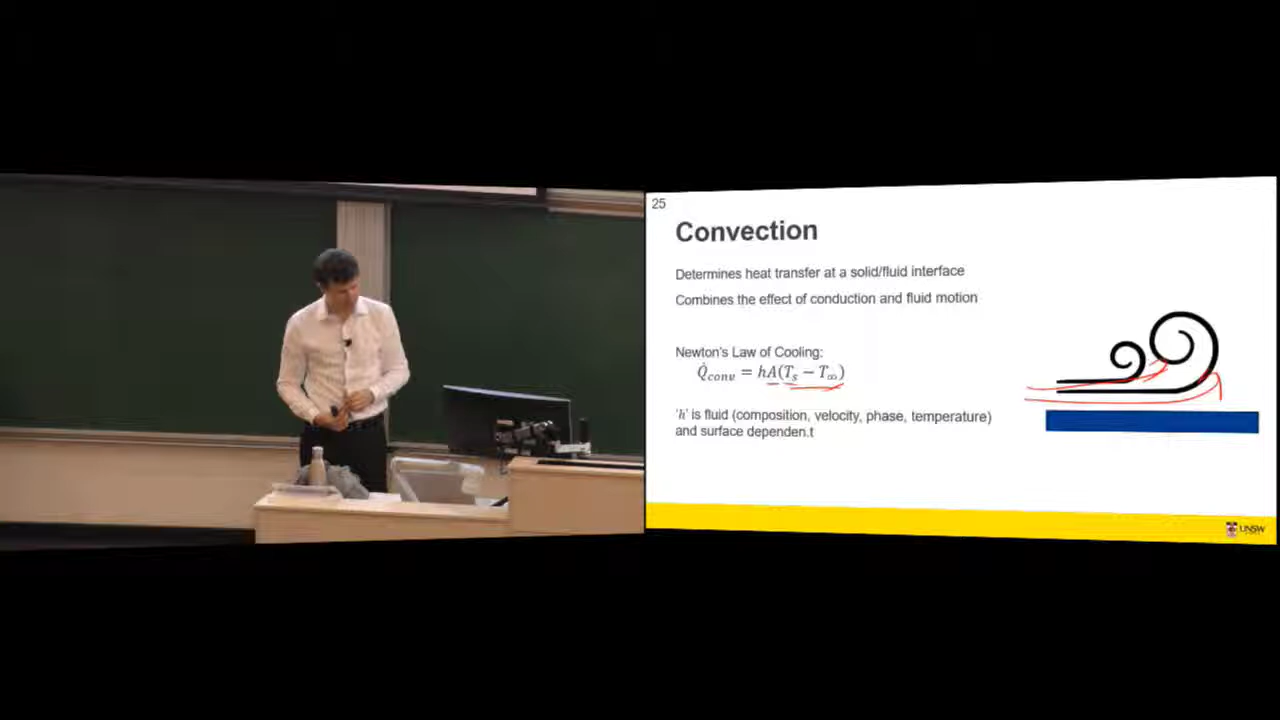 25
Convection
Determines heat transfer at a solid/fluid interface
Combines the effect of conduction and fluid motion
Newton's Law of Cooling:
Q̇conv = hA(Ts − T∞)
'h' is fluid (composition, velocity, phase, temperature)
and surface dependen.t
UNSW